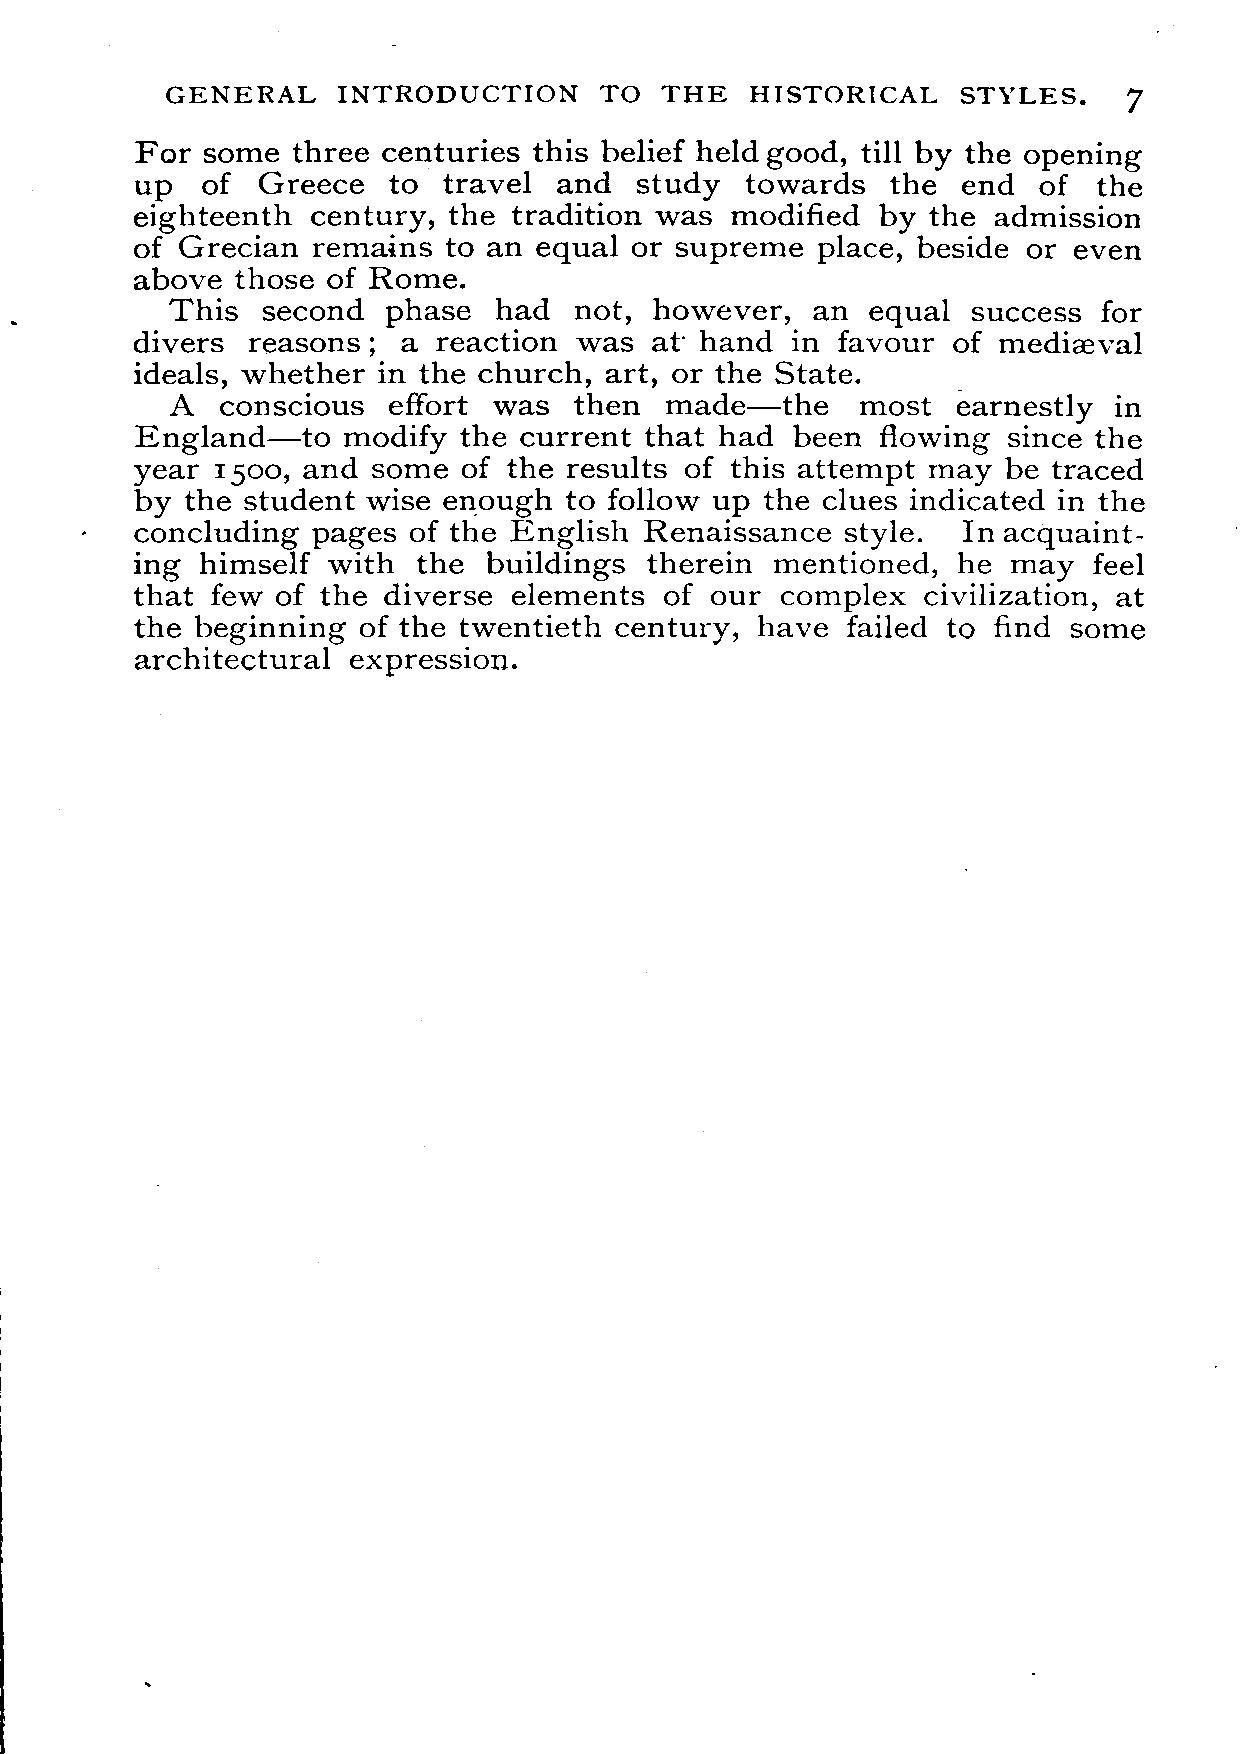 GENERAL INTRODUCTION TO THE HISTORICAL STYLES. 7
For some three centuries this belief held good, till by the opening
up of Greece to travel and study towards the end of the
eighteenth century, the tradition was modified by the admission
of Grecian remains to an equal or supreme place, beside or even
above those of Rome.
This second phase had not, however, an equal success for
divers reasons; a reaction was at hand in favour of mediæval
ideals, whether in the church, art, or the State.
A conscious effort was then made—the most earnestly in
England—to modify the current that had been flowing since the
year 1500, and some of the results of this attempt may be traced
by the student wise enough to follow up the clues indicated in the
concluding pages of the English Renaissance style. In acquaint-
ing himself with the buildings therein mentioned, he may feel
that few of the diverse elements of our complex civilization, at
the beginning of the twentieth century, have failed to find some
architectural expression.